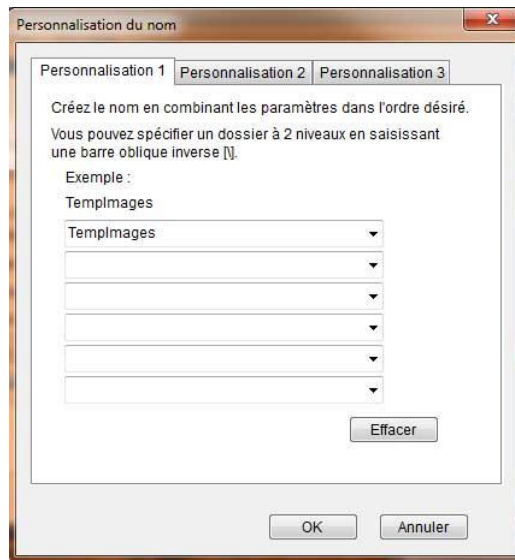 Personnalisation du nom
Personnalisation 1 Personnalisation 2 Personnalisation 3
Créez le nom en combinant les paramètres dans l'ordre désiré.
Vous pouvez spécifier un dossier à 2 niveaux en saisissant
une barre oblique inverse [\].
Exemple :
TempImages
TempImages
Effacer
OK Annuler